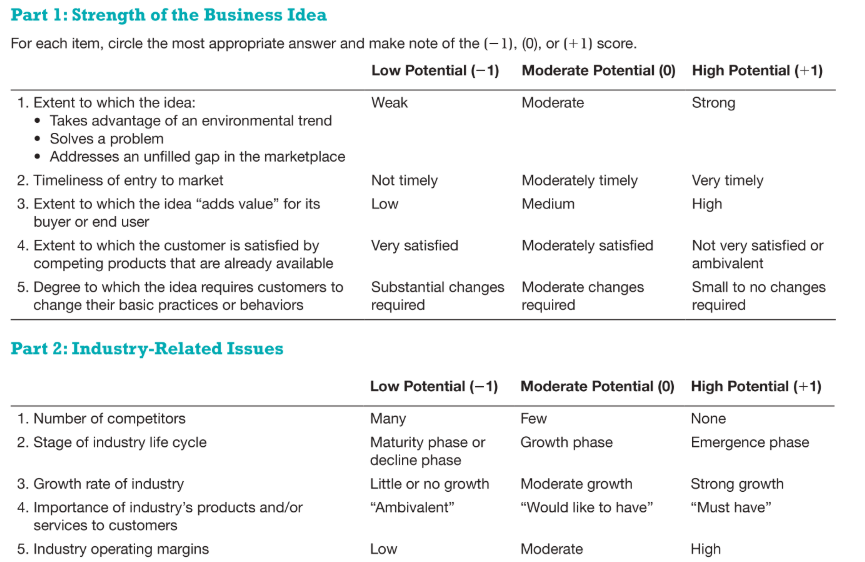 Part 1: Strength of the Business Idea
For each item, circle the most appropriate answer and make note of the (−1), (0), or (+1) score.
Low Potential (−1) Moderate Potential (0) High Potential (+1)
1. Extent to which the idea: Weak Moderate Strong
• Takes advantage of an environmental trend
• Solves a problem
• Addresses an unfilled gap in the marketplace
2. Timeliness of entry to market Not timely Moderately timely Very timely
3. Extent to which the idea “adds value” for its Low Medium High
buyer or end user
4. Extent to which the customer is satisfied by Very satisfied Moderately satisfied Not very satisfied or
competing products that are already available ambivalent
5. Degree to which the idea requires customers to Substantial changes Moderate changes Small to no changes
change their basic practices or behaviors required required required
Part 2: Industry-Related Issues
Low Potential (−1) Moderate Potential (0) High Potential (+1)
1. Number of competitors Many Few None
2. Stage of industry life cycle Maturity phase or Growth phase Emergence phase
decline phase
3. Growth rate of industry Little or no growth Moderate growth Strong growth
4. Importance of industry’s products and/or “Ambivalent” “Would like to have” “Must have”
services to customers
5. Industry operating margins Low Moderate High